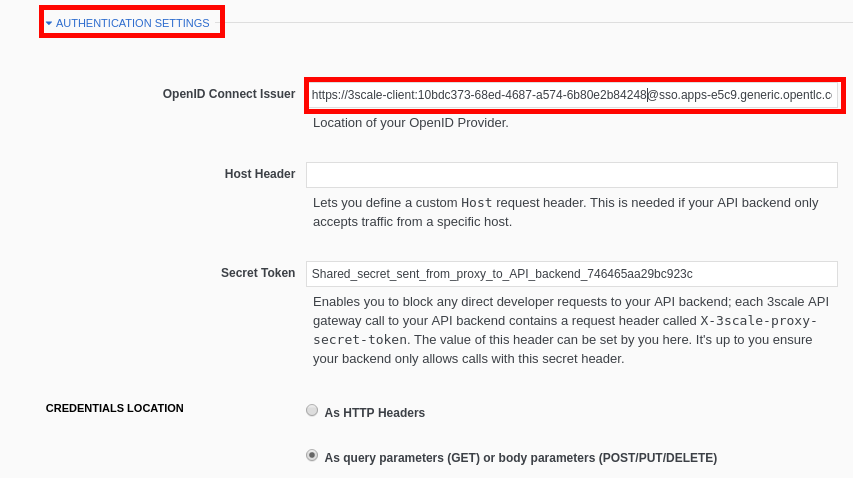 AUTHENTICATION SETTINGS
OpenID Connect Issuer
https://3scale-client:10bdc373-68ed-4687-a574-6b80e2b84248@sso.apps-e5c9.generic.opentlc.c
Location of your OpenID Provider.
Host Header
Lets you define a custom Host request header. This is needed if your API backend only
accepts traffic from a specific host.
Secret Token
Shared_secret_sent_from_proxy_to_API_backend_746465aa29bc923c
Enables you to block any direct developer requests to your API backend; each 3scale API
gateway call to your API backend contains a request header called X-3scale-proxy-
secret-token. The value of this header can be set by you here. It's up to you ensure
your backend only allows calls with this secret header.
CREDENTIALS LOCATION
As HTTP Headers
As query parameters (GET) or body parameters (POST/PUT/DELETE)